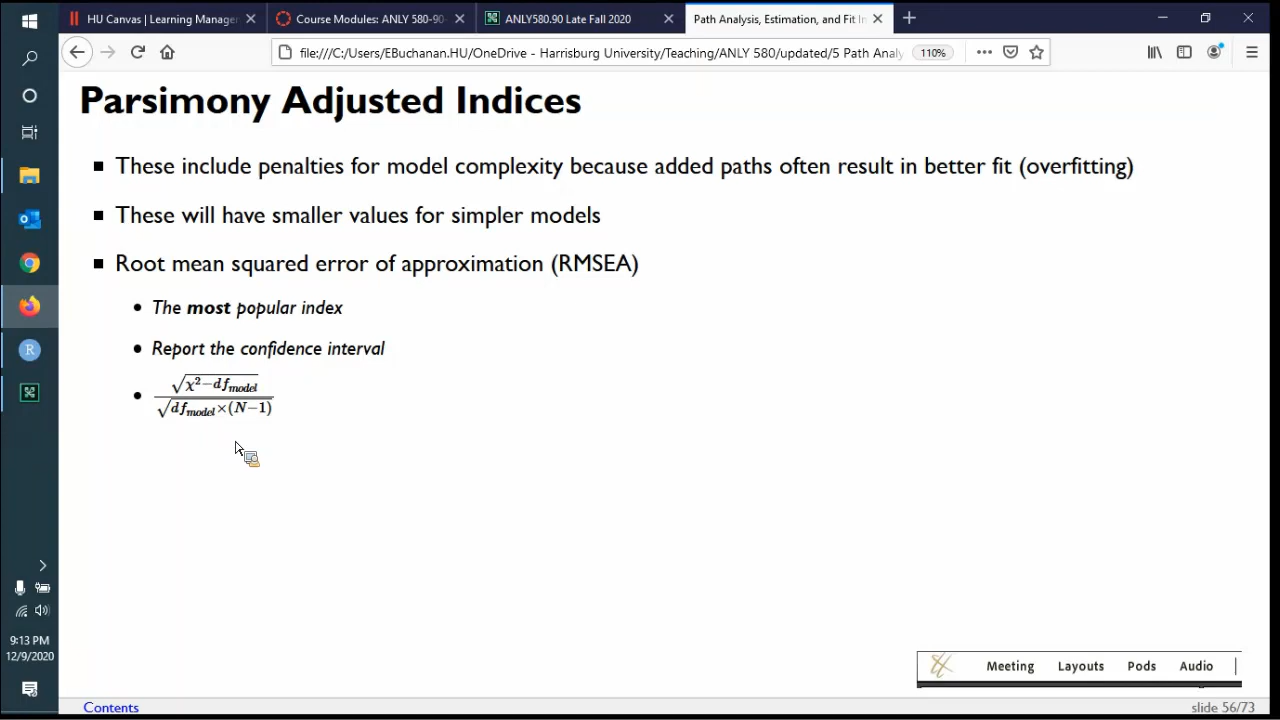 HU Canvas | Learning Manager
Course Modules: ANLY 580-90-
ANLY580.90 Late Fall 2020
Path Analysis, Estimation, and Fit In
file:///C:/Users/EBuchanan.HU/OneDrive - Harrisburg University/Teaching/ANLY 580/updated/5 Path Analy
110%
Parsimony Adjusted Indices
These include penalties for model complexity because added paths often result in better fit (overfitting)
These will have smaller values for simpler models
Root mean squared error of approximation (RMSEA)
The most popular index
Report the confidence interval
√χ²−df_model
√df_model×(N−1)
R
9:13 PM
12/9/2020
Meeting Layouts Pods Audio
Contents
slide 56/73